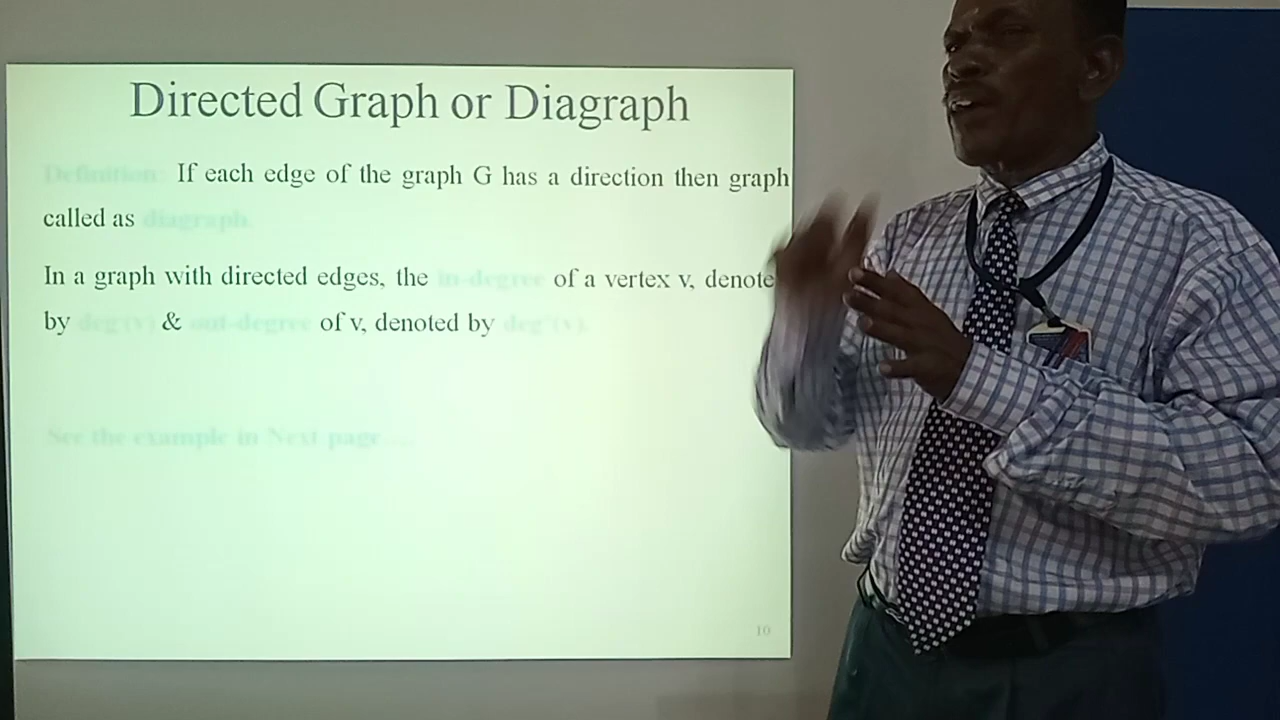 Directed Graph or Diagraph
Definition: If each edge of the graph G has a direction then graph
called as diagraph.
In a graph with directed edges, the in-degree of a vertex v, denote
by deg⁻(v) & out-degree of v, denoted by deg⁺(v).
See the example in Next page....
10